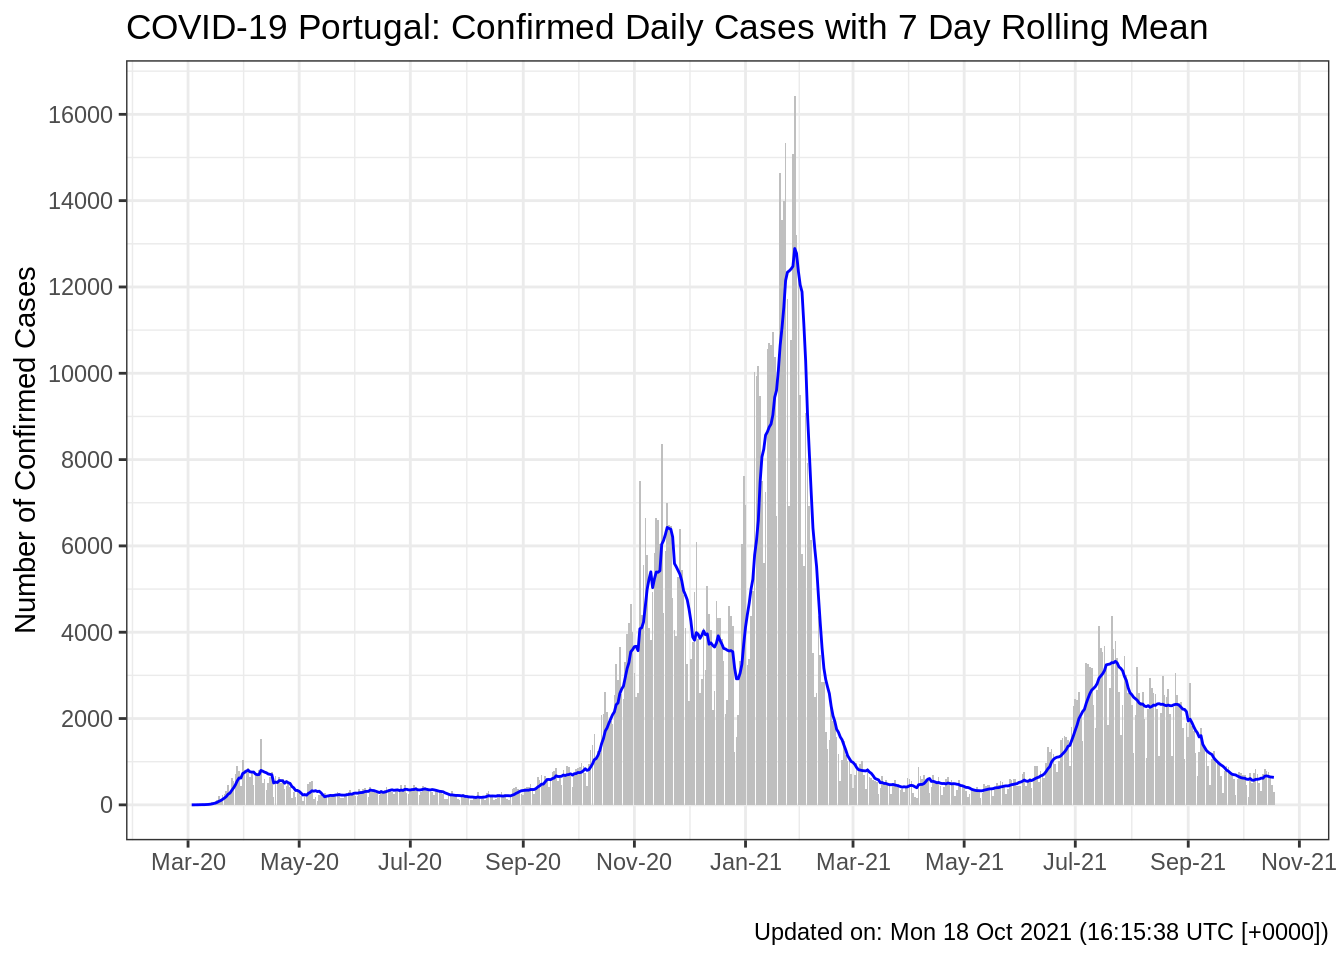 COVID-19 Portugal: Confirmed Daily Cases with 7 Day Rolling Mean
Number of Confirmed Cases
16000
14000
12000
10000
8000
6000
4000
2000
0
Mar-20 May-20 Jul-20 Sep-20 Nov-20 Jan-21 Mar-21 May-21 Jul-21 Sep-21 Nov-21
Updated on: Mon 18 Oct 2021 (16:15:38 UTC [+0000])